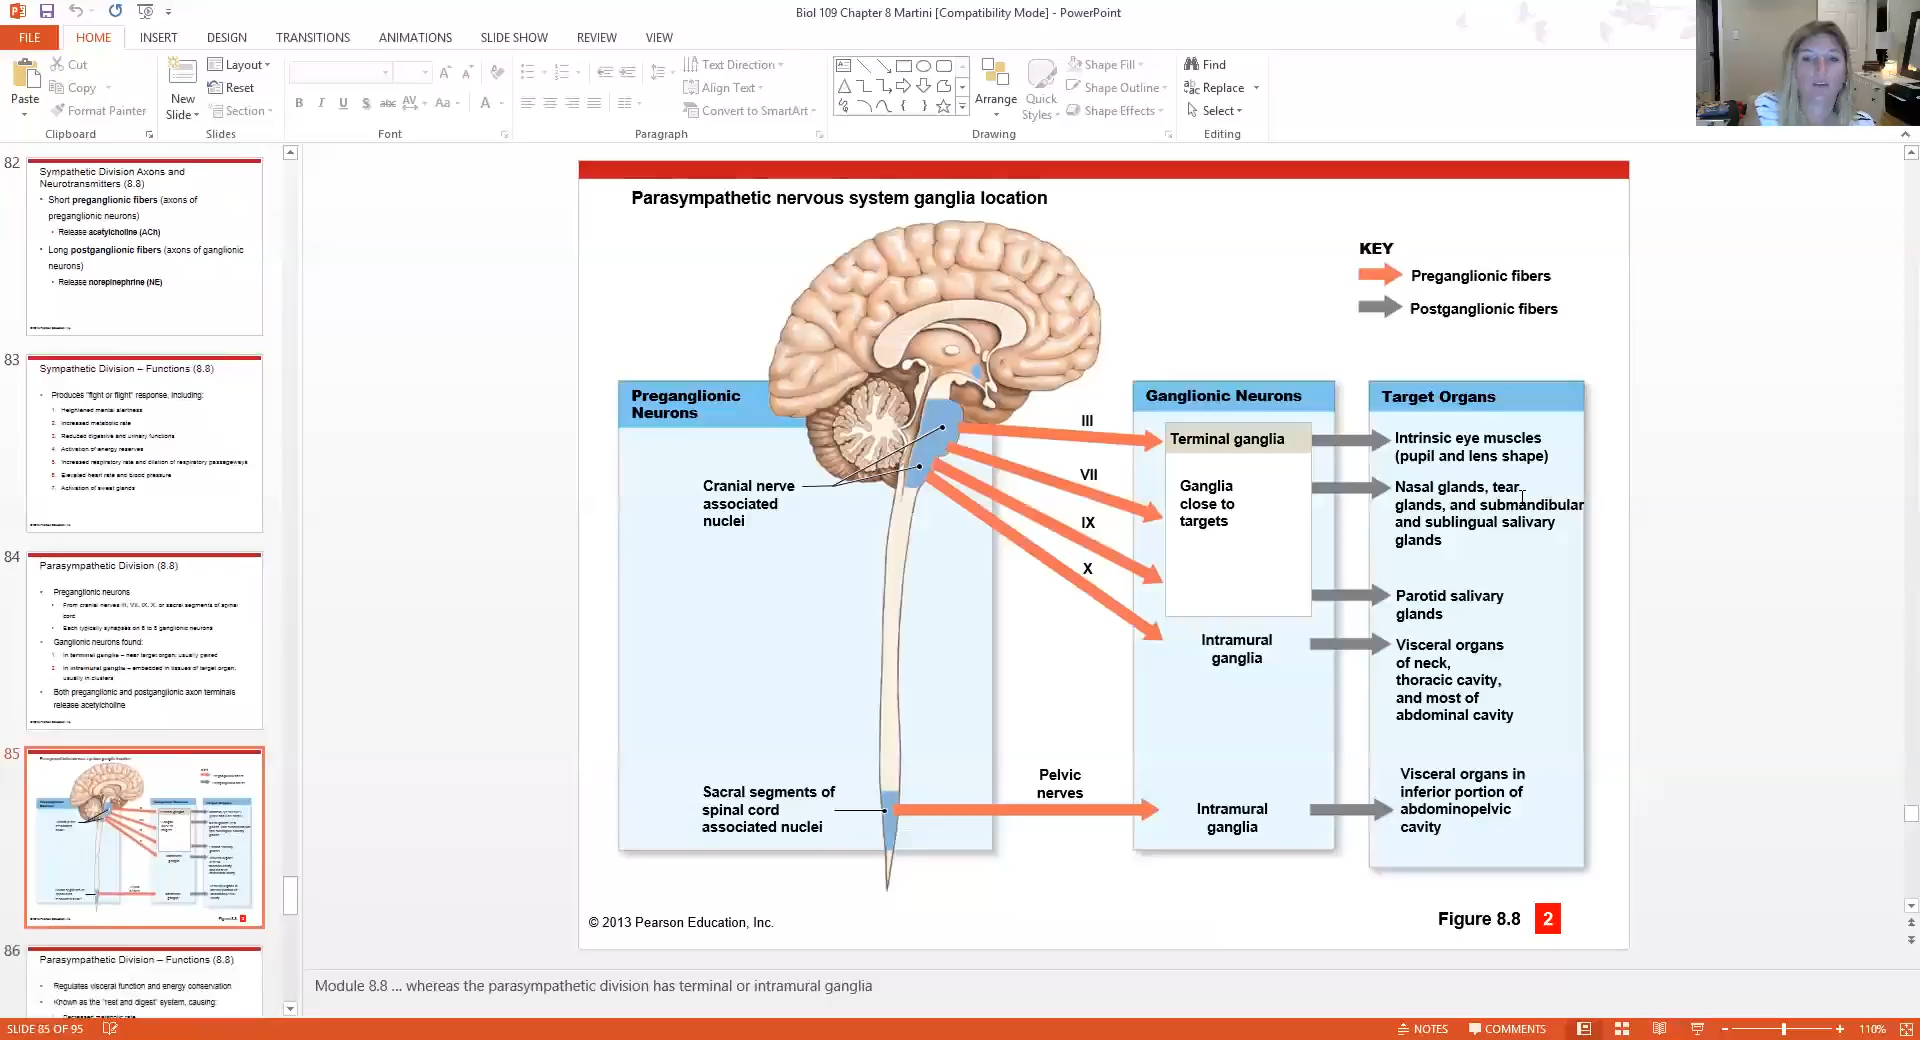 Biol 109 Chapter 8 Martini [Compatibility Mode] - PowerPoint
FILE HOME INSERT DESIGN TRANSITIONS ANIMATIONS SLIDE SHOW REVIEW VIEW
Paste
Cut
Copy
Format Painter
Clipboard
New
Slide
Layout
Reset
Section
Slides
B I U S abc AV Aa A
Font
Text Direction
Align Text
Convert to SmartArt
Paragraph
Arrange
Quick
Styles
Shape Fill
Shape Outline
Shape Effects
Drawing
Find
Replace
Select
Editing
82
Sympathetic Division Axons and
Neurotransmitters (8.8)
• Short preganglionic fibers (axons of
preganglionic neurons)
• Release acetylcholine (ACh)
• Long postganglionic fibers (axons of ganglionic
neurons)
• Release norepinephrine (NE)
83
Sympathetic Division – Functions (8.8)
• Produces "fight or flight" response, including:
1. Heightened mental alertness
2. Increased metabolic rate
3. Reduced digestive and urinary functions
4. Activation of energy reserves
5. Increased respiratory rate and dilation of respiratory passageways
6. Elevated heart rate and blood pressure
7. Activation of sweat glands
84
Parasympathetic Division (8.8)
• Preganglionic neurons
• From cranial nerves III, VII, IX, X, or sacral segments of spinal
cord
• Each typically synapses on 6 to 8 ganglionic neurons
• Ganglionic neurons found:
1. In terminal ganglia – near target organ, usually paired
2. In intramural ganglia – embedded in tissues of target organ,
usually in clusters
• Both preganglionic and postganglionic axon terminals
release acetylcholine
85
86
Parasympathetic Division – Functions (8.8)
• Regulates visceral function and energy conservation
• Known as the "rest and digest" system, causing:
Parasympathetic nervous system ganglia location
KEY
Preganglionic fibers
Postganglionic fibers
Preganglionic
Neurons
Cranial nerve
associated
nuclei
Sacral segments of
spinal cord
associated nuclei
III
VII
IX
X
Pelvic
nerves
Ganglionic Neurons
Terminal ganglia
Ganglia
close to
targets
Intramural
ganglia
Intramural
ganglia
Target Organs
Intrinsic eye muscles
(pupil and lens shape)
Nasal glands, tear
glands, and submandibular
and sublingual salivary
glands
Parotid salivary
glands
Visceral organs
of neck,
thoracic cavity,
and most of
abdominal cavity
Visceral organs in
inferior portion of
abdominopelvic
cavity
© 2013 Pearson Education, Inc.
Figure 8.8 2
Module 8.8 ... whereas the parasympathetic division has terminal or intramural ganglia
SLIDE 85 OF 95
NOTES
COMMENTS
110%